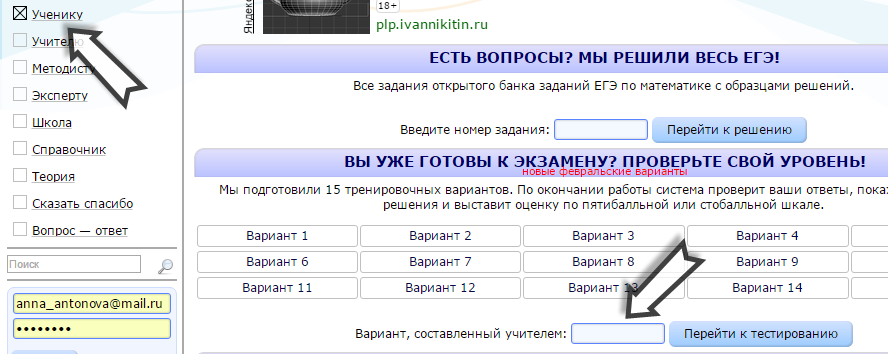 Ученику
Учителю
Методисту
Эксперту
Школа
Справочник
Теория
Сказать спасибо
Вопрос — ответ
Поиск
anna_antonova@mail.ru
••••••••
Яндекс
18+
plp.ivannikitin.ru
ЕСТЬ ВОПРОСЫ? МЫ РЕШИЛИ ВЕСЬ ЕГЭ!
Все задания открытого банка заданий ЕГЭ по математике с образцами решений.
Введите номер задания: Перейти к решению
ВЫ УЖЕ ГОТОВЫ К ЭКЗАМЕНУ? ПРОВЕРЬТЕ СВОЙ УРОВЕНЬ!
новые февральские варианты
Мы подготовили 15 тренировочных вариантов. По окончании работы система проверит ваши ответы, пока
решения и выставит оценку по пятибалльной или стобалльной шкале.
Вариант 1 Вариант 2 Вариант 3 Вариант 4
Вариант 6 Вариант 7 Вариант 8 Вариант 9
Вариант 11 Вариант 12 Вариант 13 Вариант 14
Вариант, составленный учителем: Перейти к тестированию